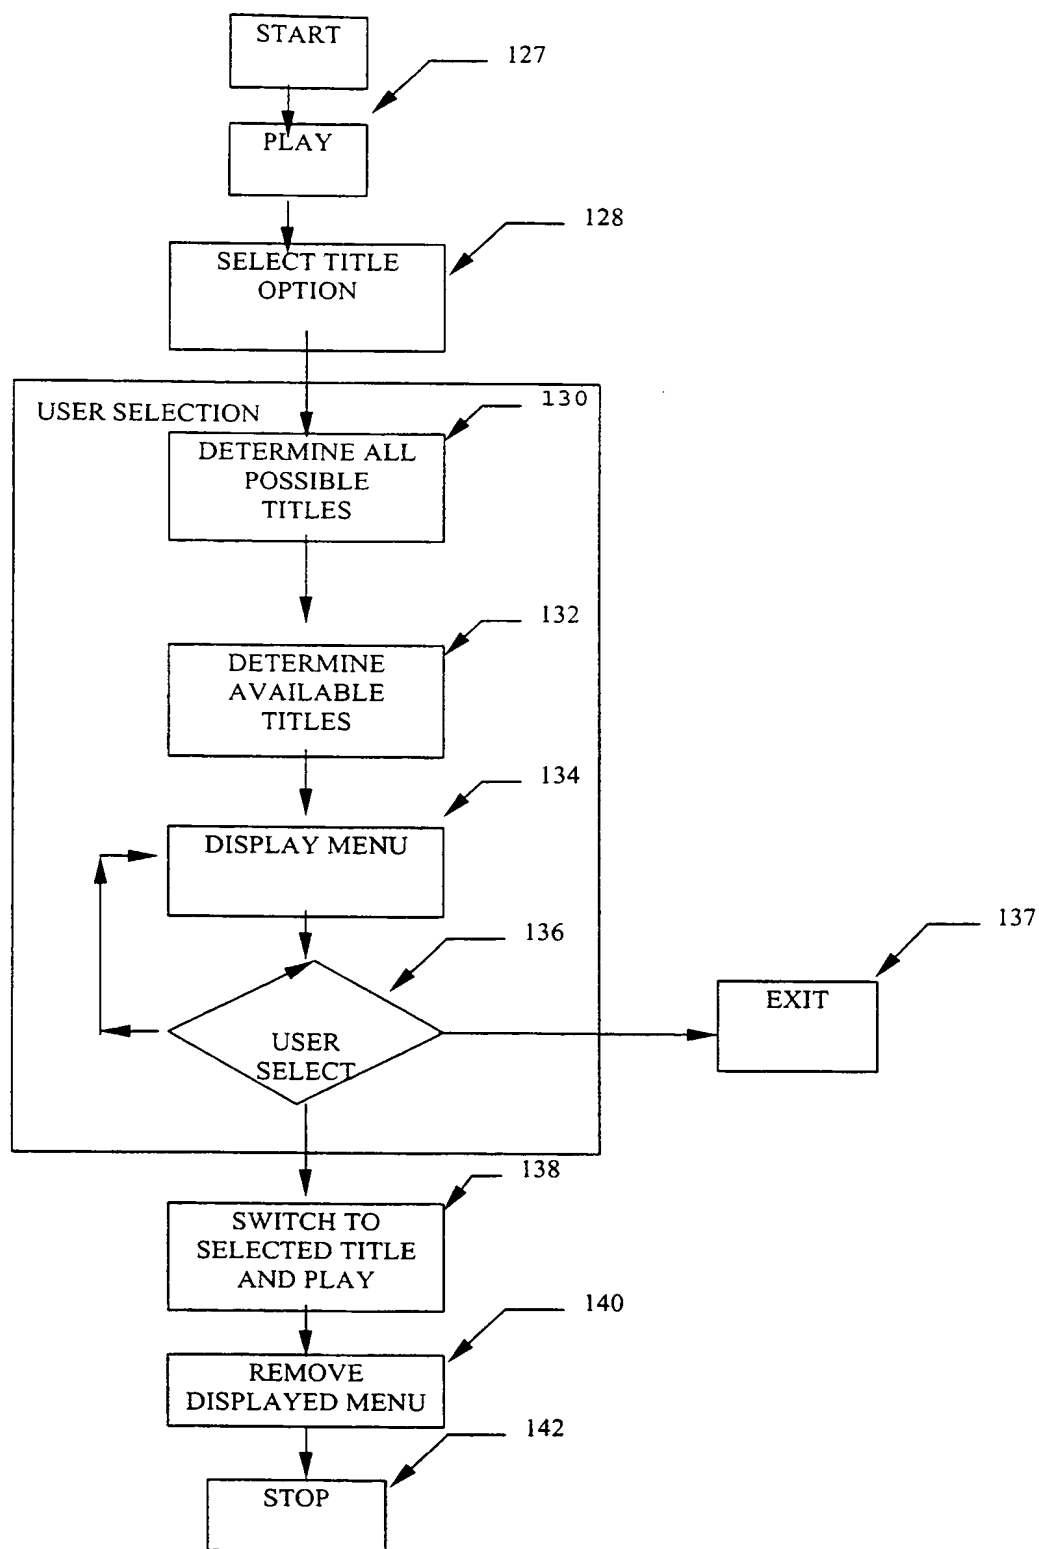 START
127
PLAY
128
SELECT TITLE
OPTION
USER SELECTION
130
DETERMINE ALL
POSSIBLE
TITLES
132
DETERMINE
AVAILABLE
TITLES
134
DISPLAY MENU
136
137
EXIT
USER
SELECT
138
SWITCH TO
SELECTED TITLE
AND PLAY
140
REMOVE
DISPLAYED MENU
142
STOP